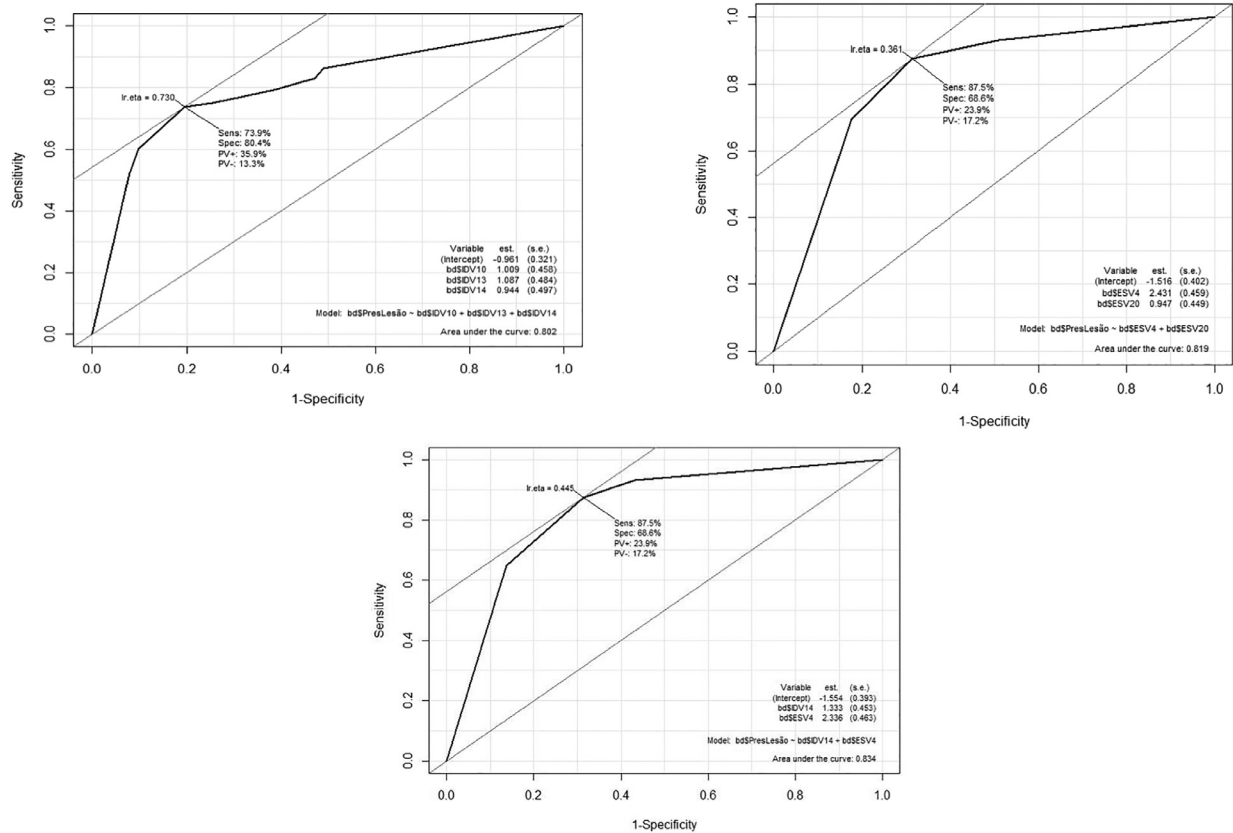 1.0
0.8
0.6
0.4
0.2
0.0
Sensitivity
lr.eta = 0.730
Sens: 73.9%
Spec: 80.4%
PV+: 35.9%
PV-: 13.3%
Variable est. (s.e.)
(Intercept) -0.961 (0.321)
bd$IDV10 1.009 (0.458)
bd$IDV13 1.087 (0.484)
bd$IDV14 0.944 (0.497)
Model: bd$PresLesão ~ bd$IDV10 + bd$IDV13 + bd$IDV14
Area under the curve: 0.802
0.0 0.2 0.4 0.6 0.8 1.0
1-Specificity
1.0
0.8
0.6
0.4
0.2
0.0
Sensitivity
lr.eta = 0.361
Sens: 87.5%
Spec: 68.6%
PV+: 23.9%
PV-: 17.2%
Variable est. (s.e.)
(Intercept) -1.516 (0.402)
bd$ESV4 2.431 (0.459)
bd$ESV20 0.947 (0.449)
Model: bd$PresLesão ~ bd$ESV4 + bd$ESV20
Area under the curve: 0.819
0.0 0.2 0.4 0.6 0.8 1.0
1-Specificity
1.0
0.8
0.6
0.4
0.2
0.0
Sensitivity
lr.eta = 0.445
Sens: 87.5%
Spec: 68.6%
PV+: 23.9%
PV-: 17.2%
Variable est. (s.e.)
(Intercept) -1.554 (0.393)
bd$IDV14 1.333 (0.453)
bd$ESV4 2.336 (0.463)
Model: bd$PresLesão ~ bd$IDV14 + bd$ESV4
Area under the curve: 0.834
0.0 0.2 0.4 0.6 0.8 1.0
1-Specificity